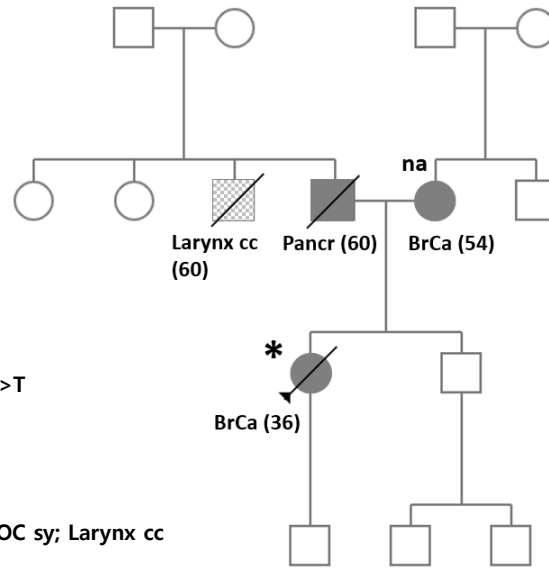 na
Larynx cc
(60)
Pancr (60)
BrCa (54)
*
>T
BrCa (36)
OC sy; Larynx cc